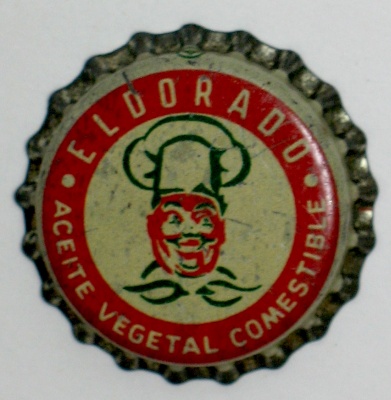 ELDORADO
ACEITE VEGETAL COMESTIBLE